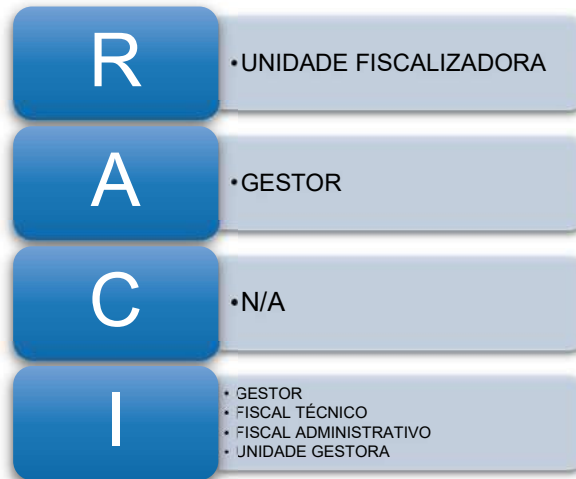 R
•UNIDADE FISCALIZADORA
A
•GESTOR
C
•N/A
I
• GESTOR
• FISCAL TÉCNICO
• FISCAL ADMINISTRATIVO
• UNIDADE GESTORA